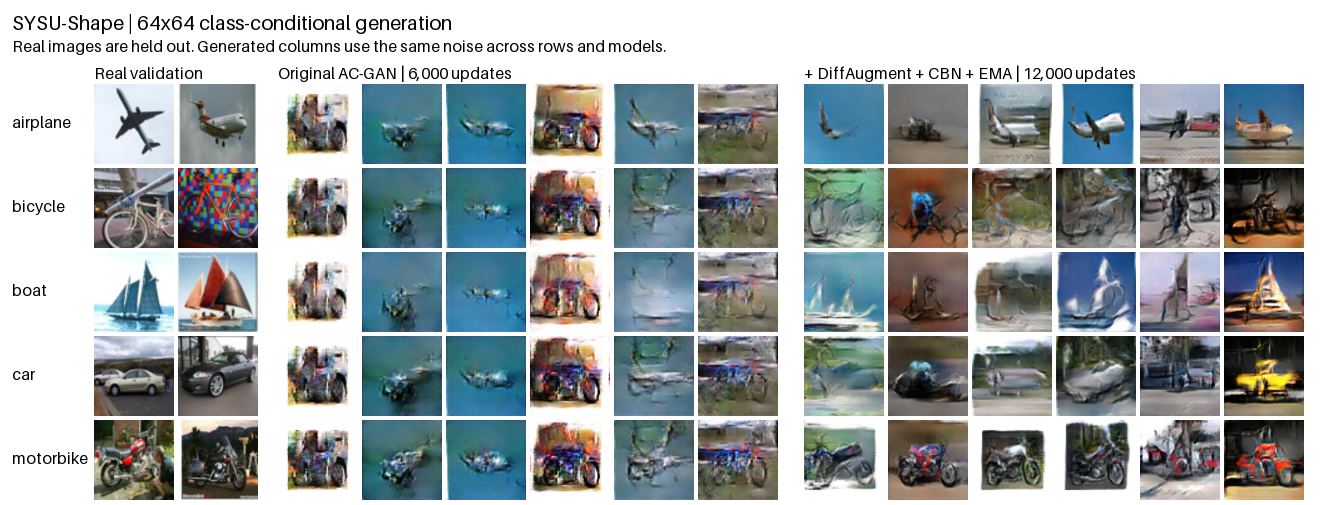 SYSU-Shape | 64x64 class-conditional generation
Real images are held out. Generated columns use the same noise across rows and models.
Real validation
Original AC-GAN | 6,000 updates
+ DiffAugment + CBN + EMA | 12,000 updates
airplane
bicycle
boat
car
motorbike